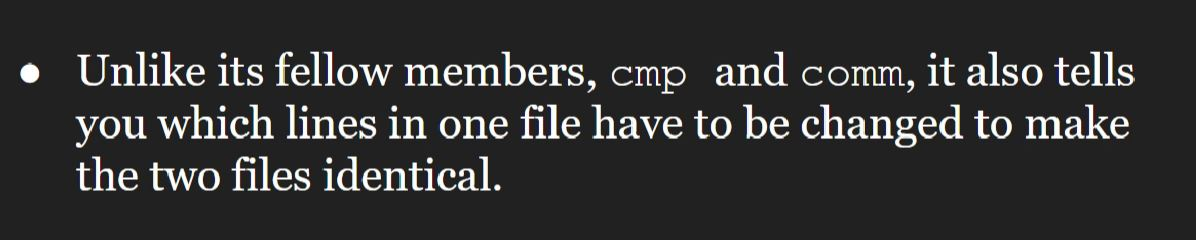 ● Unlike its fellow members, cmp and comm, it also tells
you which lines in one file have to be changed to make
the two files identical.